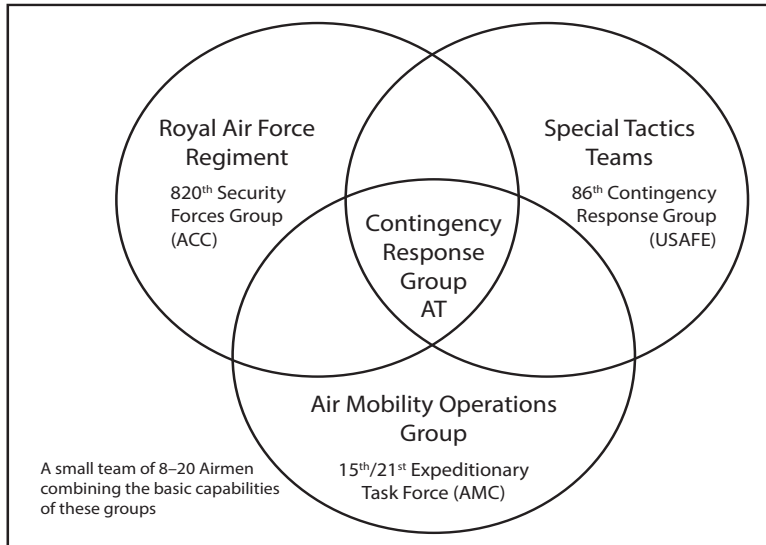 Royal Air Force
Regiment
820th Security
Forces Group
(ACC)
Special Tactics
Teams
86th Contingency
Response Group
(USAFE)
Contingency
Response
Group
AT
Air Mobility Operations
Group
15th/21st Expeditionary
Task Force (AMC)
A small team of 8–20 Airmen
combining the basic capabilities
of these groups